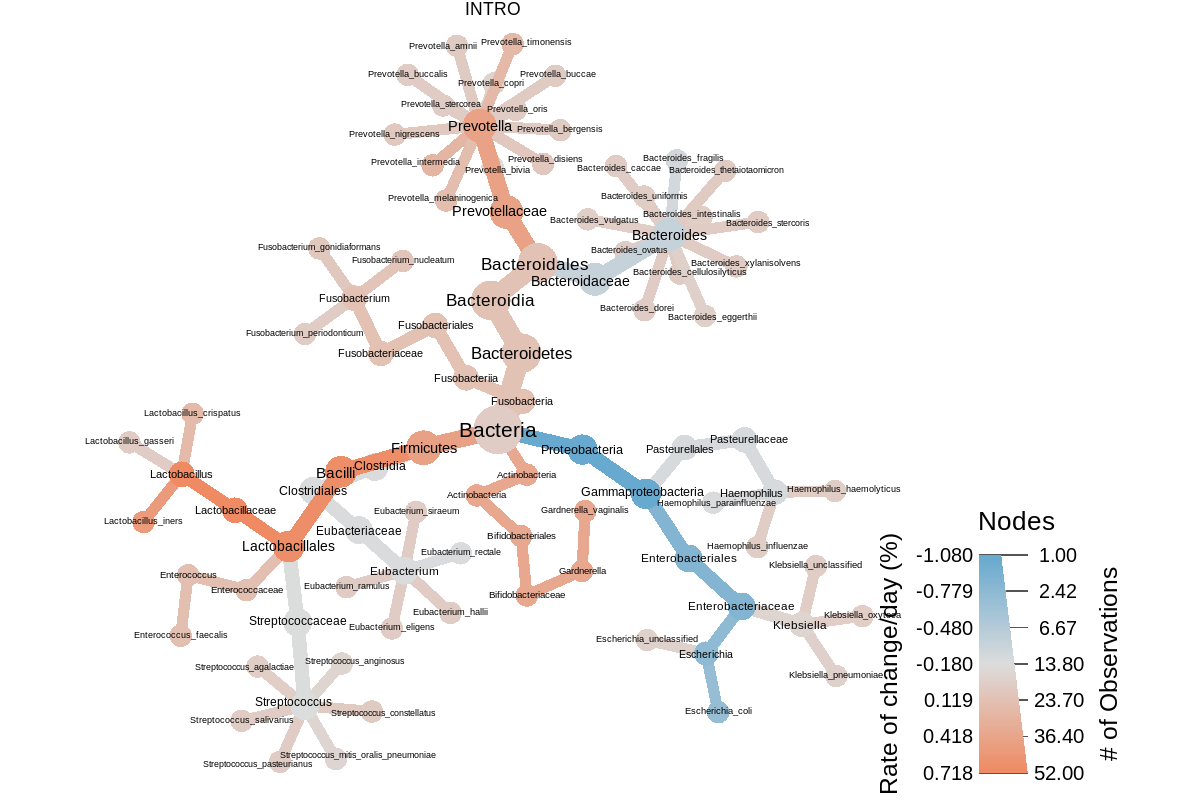 INTRO
Prevotella_amnii
Prevotella_timonensis
Prevotella_buccalis
Prevotella_copri
Prevotella_buccae
Prevotella_stercorea
Prevotella_oris
Prevotella_nigrescens
Prevotella
Prevotella_bergensis
Prevotella_intermedia
Prevotella_bivia
Prevotella_disiens
Prevotella_melaninogenica
Prevotellaceae
Bacteroides_fragilis
Bacteroides_caccae
Bacteroides_thetaiotaomicron
Bacteroides_uniformis
Bacteroides_vulgatus
Bacteroides_intestinalis
Bacteroides_stercoris
Bacteroides
Bacteroides_ovatus
Bacteroides_xylanisolvens
Bacteroides_cellulosilyticus
Bacteroidales
Bacteroidaceae
Bacteroides_dorei
Bacteroides_eggerthii
Bacteroidia
Fusobacterium_gonidiaformans
Fusobacterium_nucleatum
Fusobacterium
Fusobacterium_periodonticum
Fusobacteriales
Fusobacteriaceae
Bacteroidetes
Fusobacteriia
Fusobacteria
Bacteria
Lactobacillus_crispatus
Lactobacillus_gasseri
Lactobacillus
Lactobacillus_iners
Lactobacillaceae
Firmicutes
Bacilli
Clostridia
Clostridiales
Lactobacillales
Eubacteriaceae
Eubacterium_siraeum
Eubacterium_rectale
Eubacterium
Eubacterium_ramulus
Eubacterium_hallii
Eubacterium_eligens
Enterococcus
Enterococcaceae
Enterococcus_faecalis
Streptococcaceae
Streptococcus_agalactiae
Streptococcus_anginosus
Streptococcus
Streptococcus_salivarius
Streptococcus_constellatus
Streptococcus_mitis_oralis_pneumoniae
Streptococcus_pasteurianus
Actinobacteria
Actinobacteria
Bifidobacteriales
Bifidobacteriaceae
Gardnerella
Gardnerella_vaginalis
Proteobacteria
Gammaproteobacteria
Pasteurellales
Pasteurellaceae
Haemophilus
Haemophilus_haemolyticus
Haemophilus_parainfluenzae
Haemophilus_influenzae
Enterobacteriales
Enterobacteriaceae
Klebsiella_unclassified
Klebsiella_oxytoca
Klebsiella
Klebsiella_pneumoniae
Escherichia_unclassified
Escherichia
Escherichia_coli
Nodes
Rate of change/day (%)
# of Observations
-1.080 1.00
-0.779 2.42
-0.480 6.67
-0.180 13.80
0.119 23.70
0.418 36.40
0.718 52.00